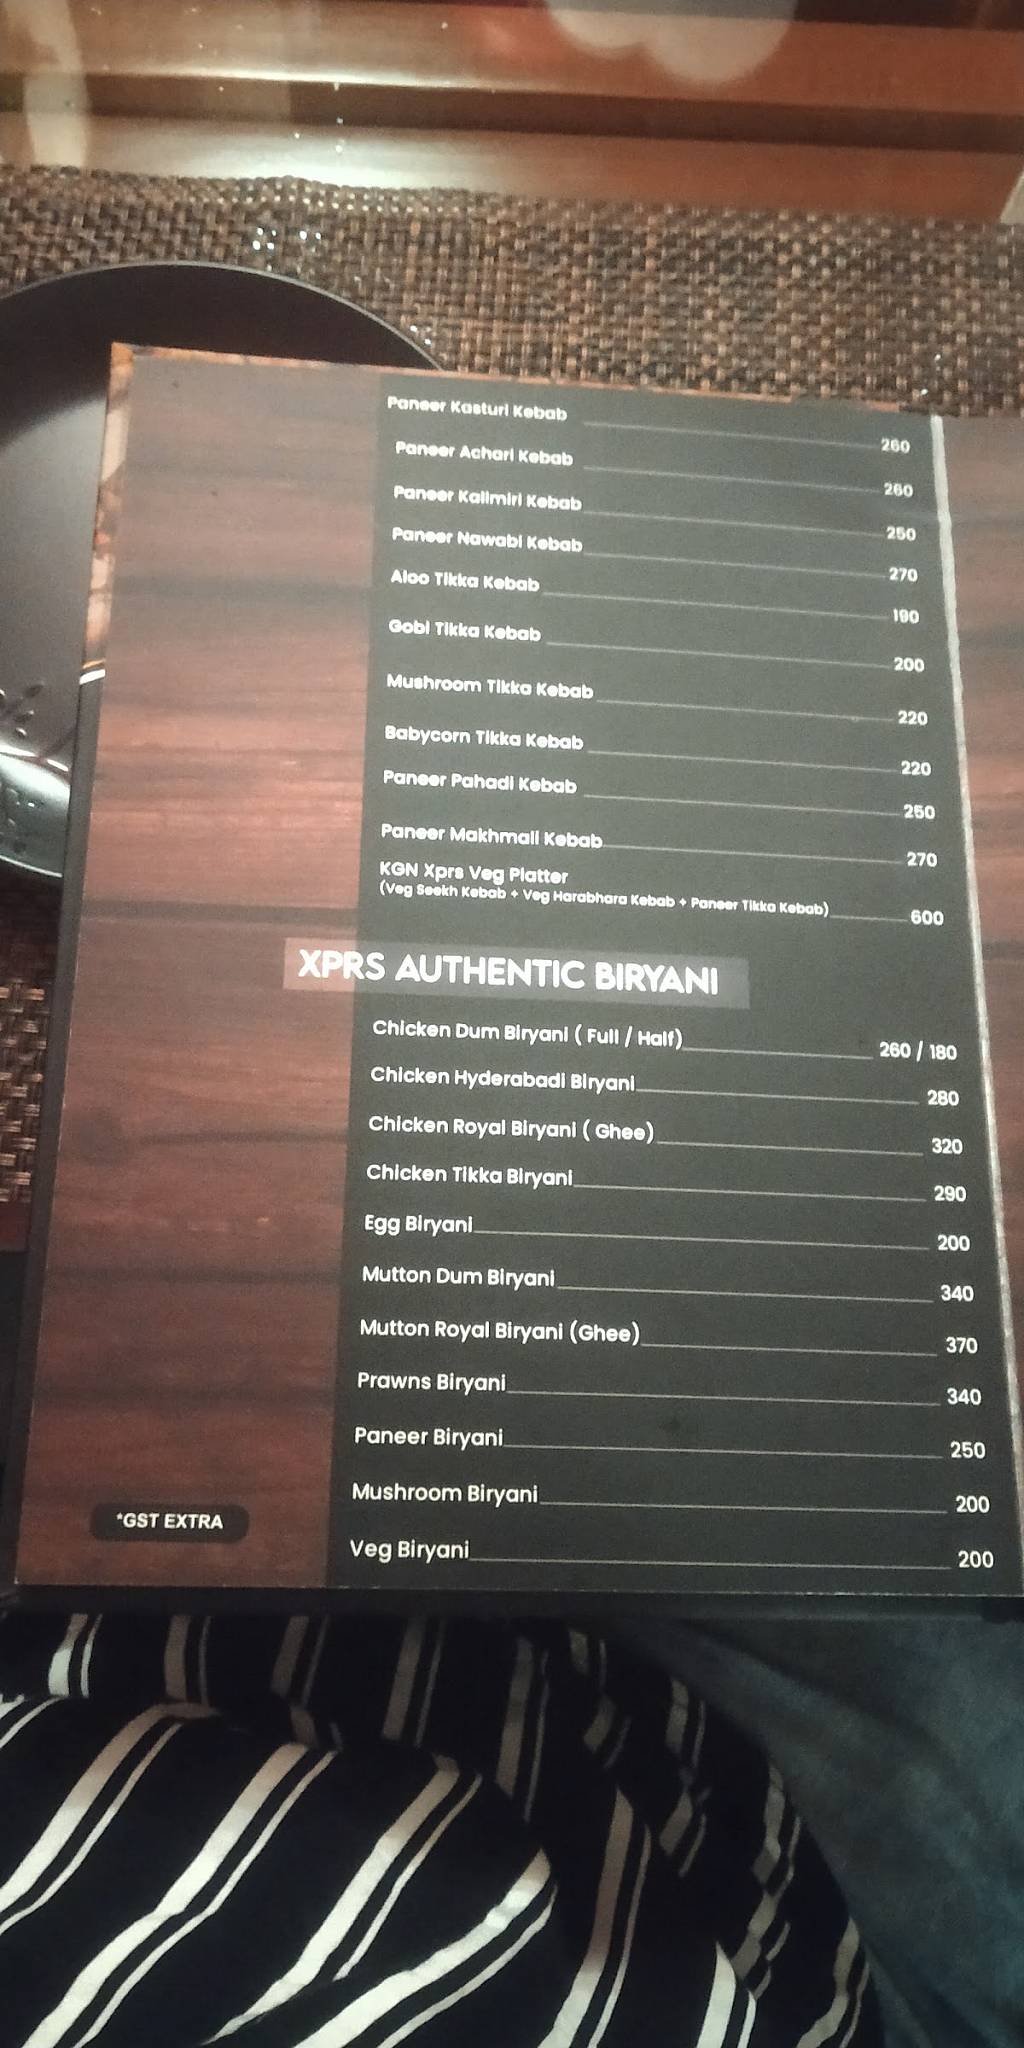 Paneer Kasturi Kebab 260
Paneer Achari Kebab 260
Paneer Kalimiri Kebab 250
Paneer Nawabi Kebab 270
Aloo Tikka Kebab 190
Gobi Tikka Kebab 200
Mushroom Tikka Kebab 220
Babycorn Tikka Kebab 220
Paneer Pahadi Kebab 250
Paneer Makhmali Kebab 270
KGN Xprs Veg Platter
(Veg Seekh Kebab + Veg Harabhara Kebab + Paneer Tikka Kebab) 600
XPRS AUTHENTIC BIRYANI
Chicken Dum Biryani ( Full / Half) 260 / 180
Chicken Hyderabadi Biryani 280
Chicken Royal Biryani ( Ghee) 320
Chicken Tikka Biryani 290
Egg Biryani 200
Mutton Dum Biryani 340
Mutton Royal Biryani (Ghee) 370
Prawns Biryani 340
Paneer Biryani 250
Mushroom Biryani 200
Veg Biryani 200
*GST EXTRA